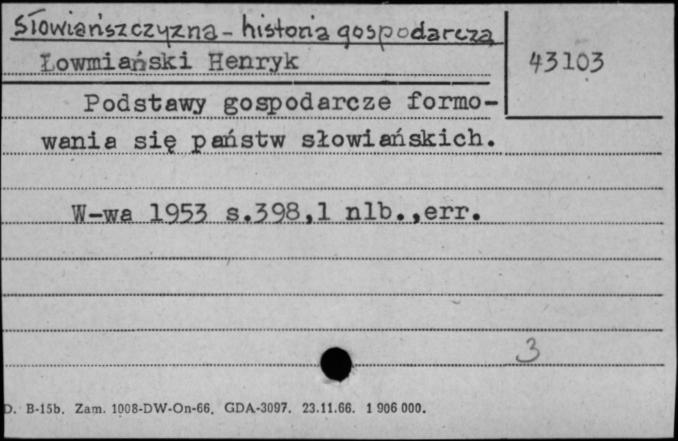 Słowiańszczyzna - historia gospodarcza
Łowmiański Henryk
43103
Podstawy gospodarcze formo-
wania się państw słowiańskich.
W-wa 1953 s.398,1 nlb.,err.
3
D. B-15b. Zam. 1008-DW-On-66. GDA-3097. 23.11.66. 1 906 000.